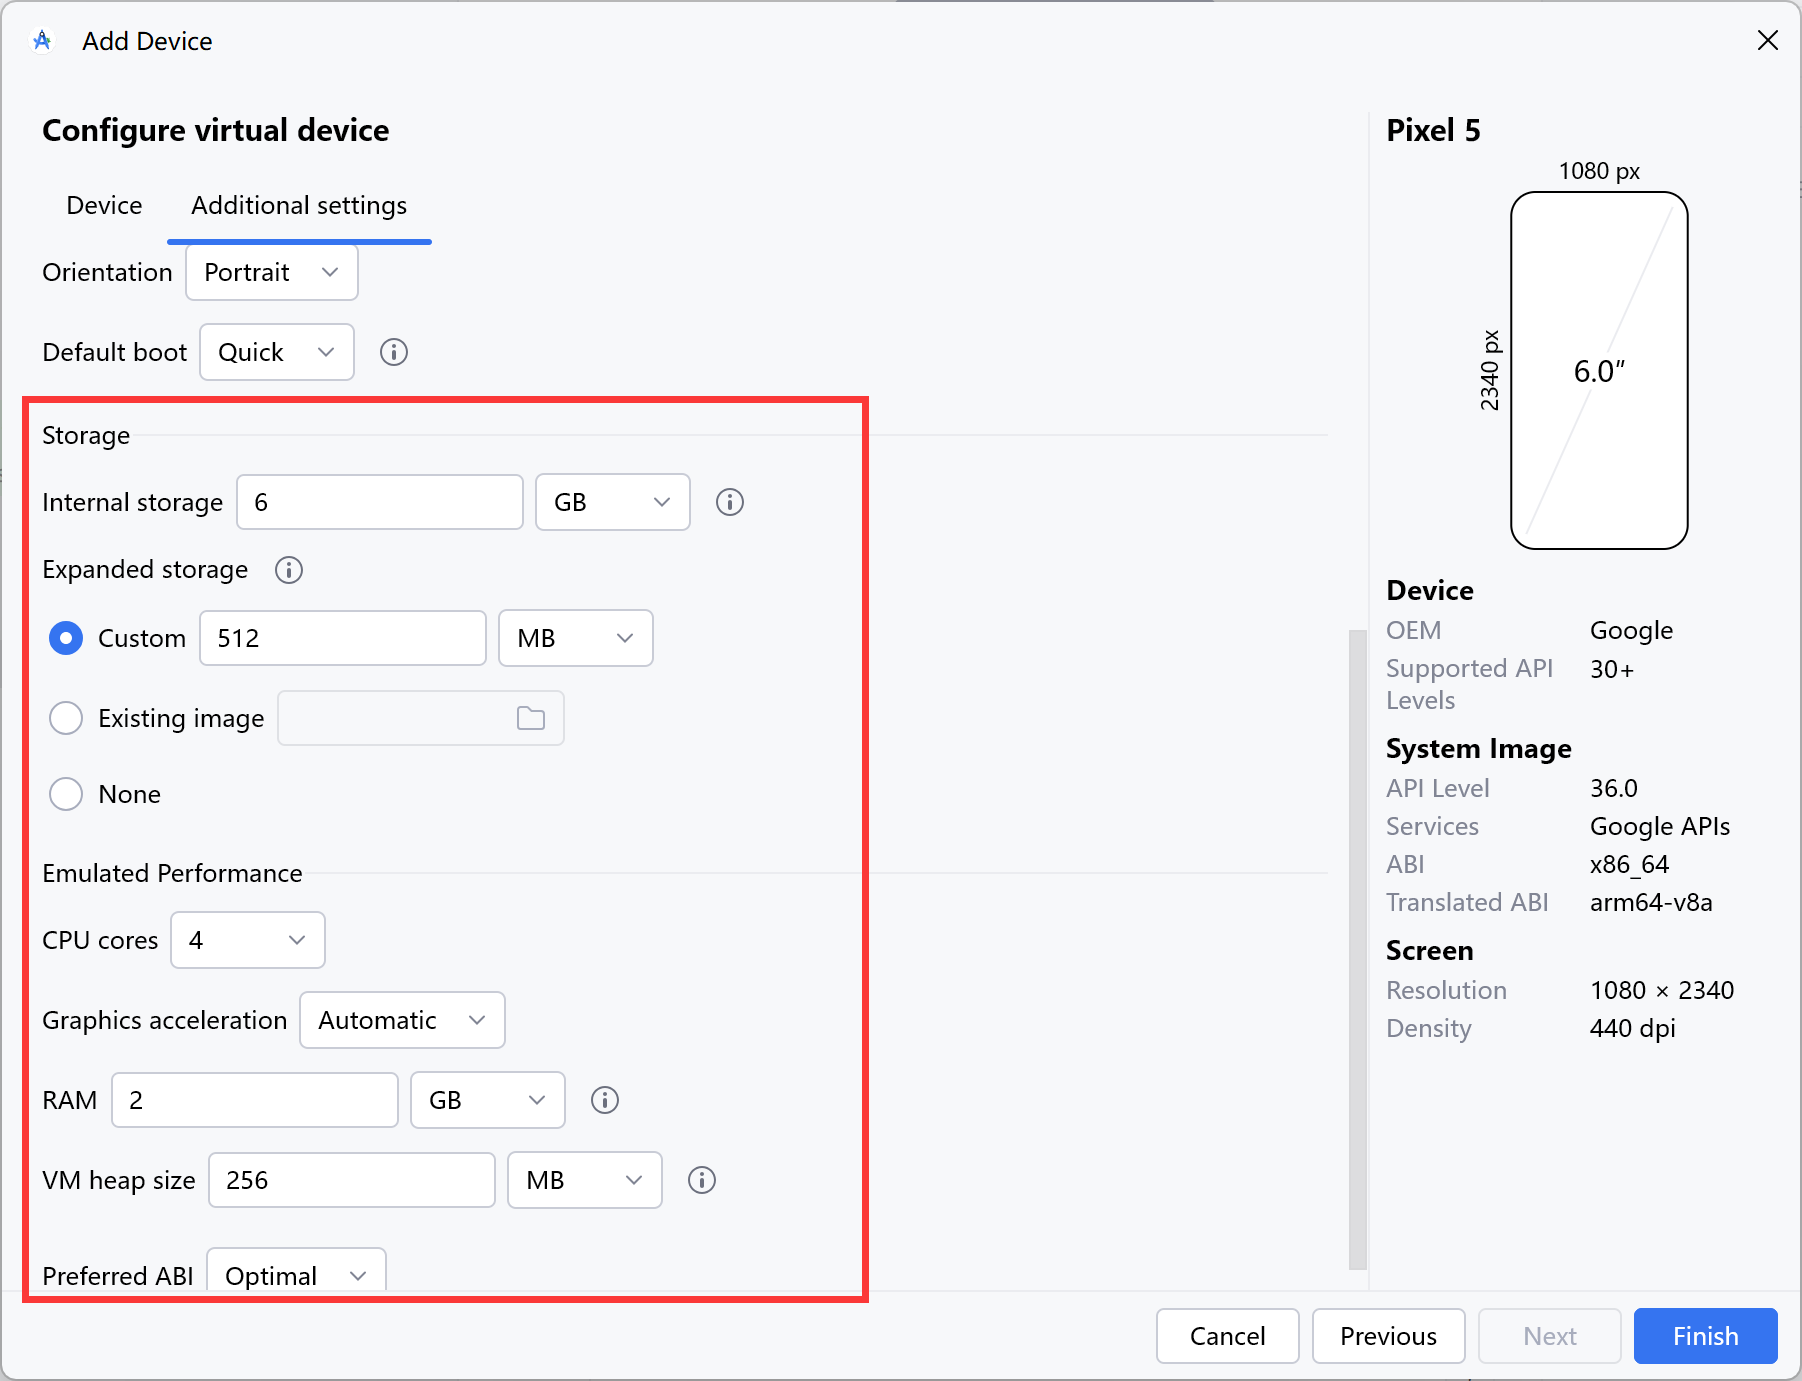 Add Device
Configure virtual device
Device Additional settings
Orientation Portrait
Default boot Quick
Storage
Internal storage 6 GB
Expanded storage
Custom 512 MB
Existing image
None
Emulated Performance
CPU cores 4
Graphics acceleration Automatic
RAM 2 GB
VM heap size 256 MB
Preferred ABI Optimal
Pixel 5
1080 px
2340 px
6.0″
Device
OEM Google
Supported API Levels 30+
System Image
API Level 36.0
Services Google APIs
ABI x86_64
Translated ABI arm64-v8a
Screen
Resolution 1080 × 2340
Density 440 dpi
Cancel Previous Next Finish